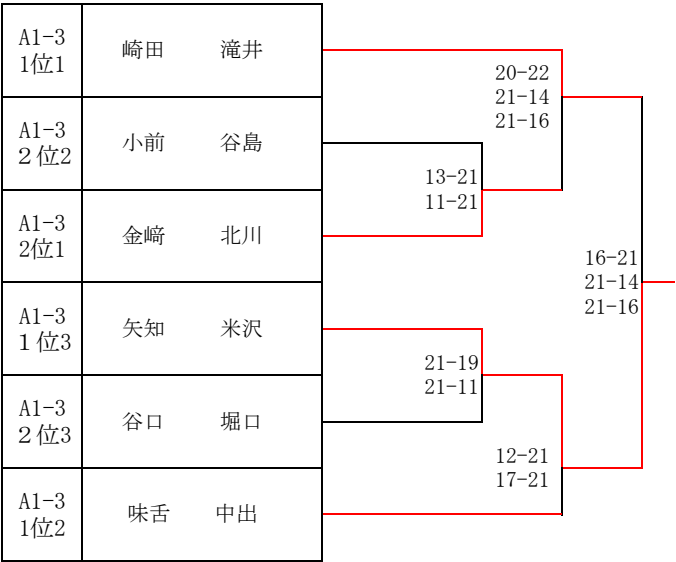 A1-3
1位1
崎田 滝井
20-22
21-14
21-16
A1-3
２位2
小前 谷島
13-21
11-21
A1-3
2位1
金﨑 北川
16-21
21-14
21-16
A1-3
１位3
矢知 米沢
21-19
21-11
A1-3
２位3
谷口 堀口
12-21
17-21
A1-3
1位2
味舌 中出